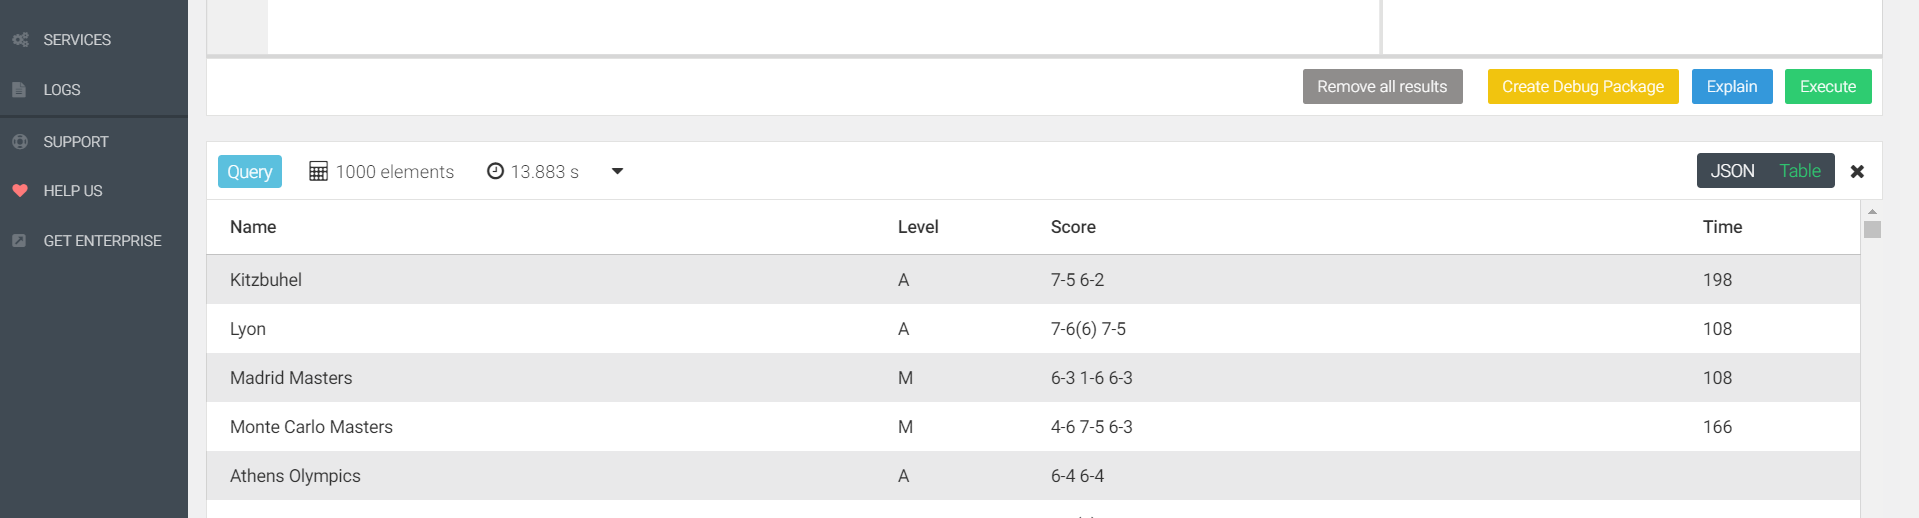 SERVICES
LOGS
SUPPORT
HELP US
GET ENTERPRISE
Remove all results Create Debug Package Explain Execute
Query 1000 elements 13.883 s JSON Table
Name Level Score Time
Kitzbuhel A 7-5 6-2 198
Lyon A 7-6(6) 7-5 108
Madrid Masters M 6-3 1-6 6-3 108
Monte Carlo Masters M 4-6 7-5 6-3 166
Athens Olympics A 6-4 6-4